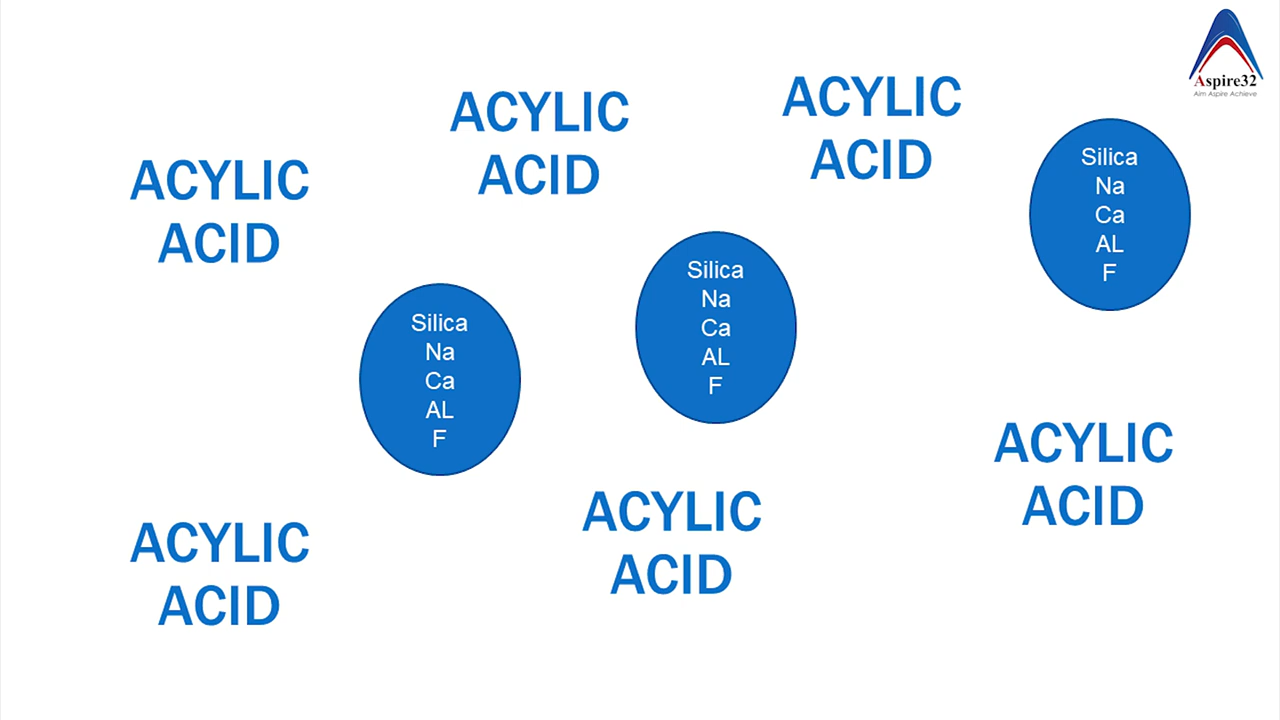 Aspire32
Aim Aspire Achieve
ACYLIC
ACID
ACYLIC
ACID
ACYLIC
ACID
Silica
Na
Ca
AL
F
Silica
Na
Ca
AL
F
Silica
Na
Ca
AL
F
ACYLIC
ACID
ACYLIC
ACID
ACYLIC
ACID